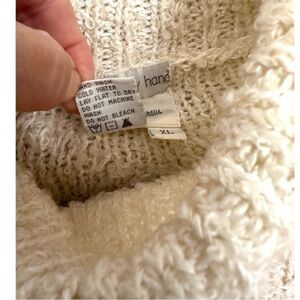 HAND WASH
COLD WATER
LAY FLAT TO DRY
DO NOT MACHINE
WASH
DO NOT BLEACH
hand
XL